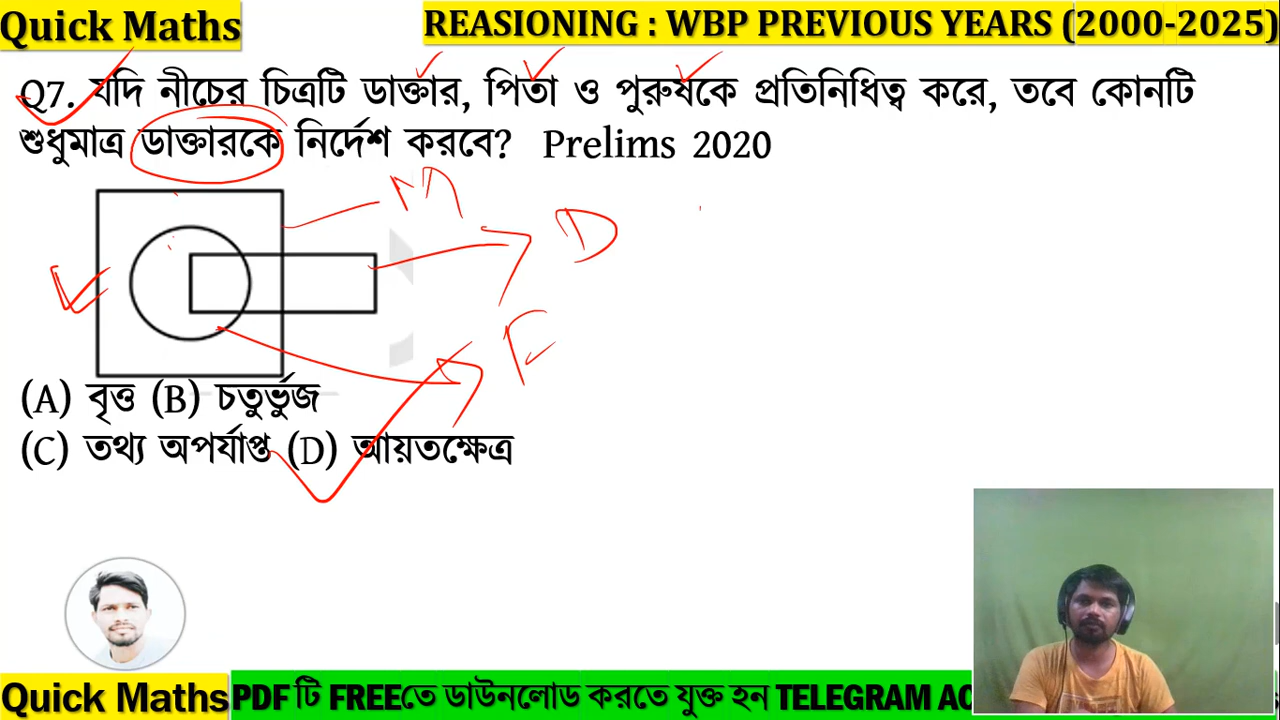 Quick Maths
REASONING : WBP PREVIOUS YEARS (2000-2025)
Q7. যদি নীচের চিত্রটি ডাক্তার, পিতা ও পুরুষকে প্রতিনিধিত্ব করে, তবে কোনটি
শুধুমাত্র ডাক্তারকে নির্দেশ করবে? Prelims 2020
M
D
F
(A) বৃত্ত (B) চতুর্ভুজ
(C) তথ্য অপর্যাপ্ত (D) আয়তক্ষেত্র
Quick Maths
PDF টি FREEতে ডাউনলোড করতে যুক্ত হন TELEGRAM AC